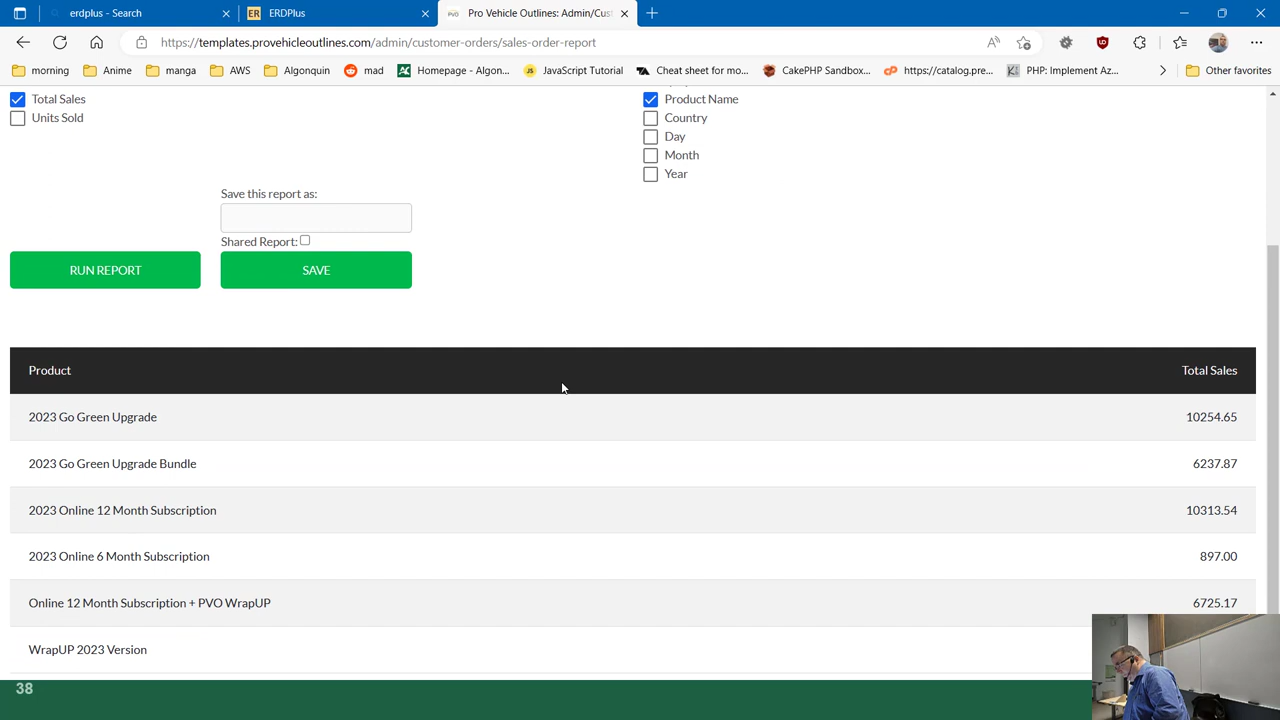 erdplus - Search
ERDPlus
Pro Vehicle Outlines: Admin/Cus
https://templates.provehicleoutlines.com/admin/customer-orders/sales-order-report
morning
Anime
manga
AWS
Algonquin
mad
Homepage - Algon...
JavaScript Tutorial
Cheat sheet for mo...
CakePHP Sandbox...
https://catalog.pre...
PHP: Implement Az...
Other favorites
Total Sales
Units Sold
Product Name
Country
Day
Month
Year
Save this report as:
Shared Report:
RUN REPORT
SAVE
Product Total Sales
2023 Go Green Upgrade 10254.65
2023 Go Green Upgrade Bundle 6237.87
2023 Online 12 Month Subscription 10313.54
2023 Online 6 Month Subscription 897.00
Online 12 Month Subscription + PVO WrapUP 6725.17
WrapUP 2023 Version
38